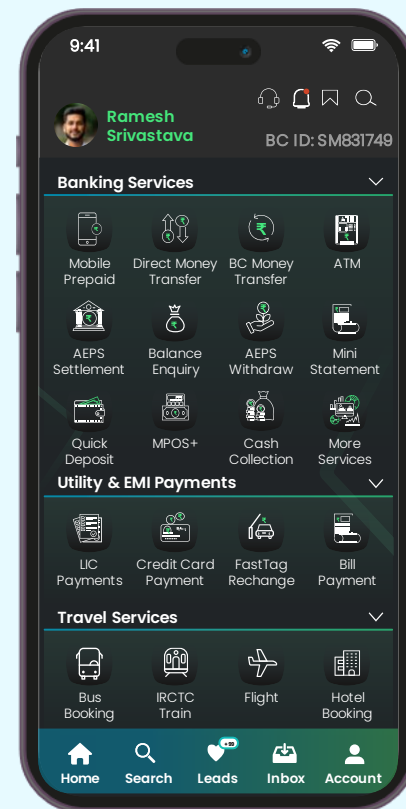 9:41
Ramesh
Srivastava
BC ID: SM831749
Banking Services
Mobile
Prepaid
Direct Money
Transfer
BC Money
Transfer
ATM
AEPS
Settlement
Balance
Enquiry
AEPS
Withdraw
Mini
Statement
Quick
Deposit
MPOS+
Cash
Collection
More
Services
Utility & EMI Payments
LIC
Payments
Credit Card
Payment
FastTag
Rechange
Bill
Payment
Travel Services
Bus
Booking
IRCTC
Train
Flight
Hotel
Booking
Home
Search
Leads
Inbox
Account